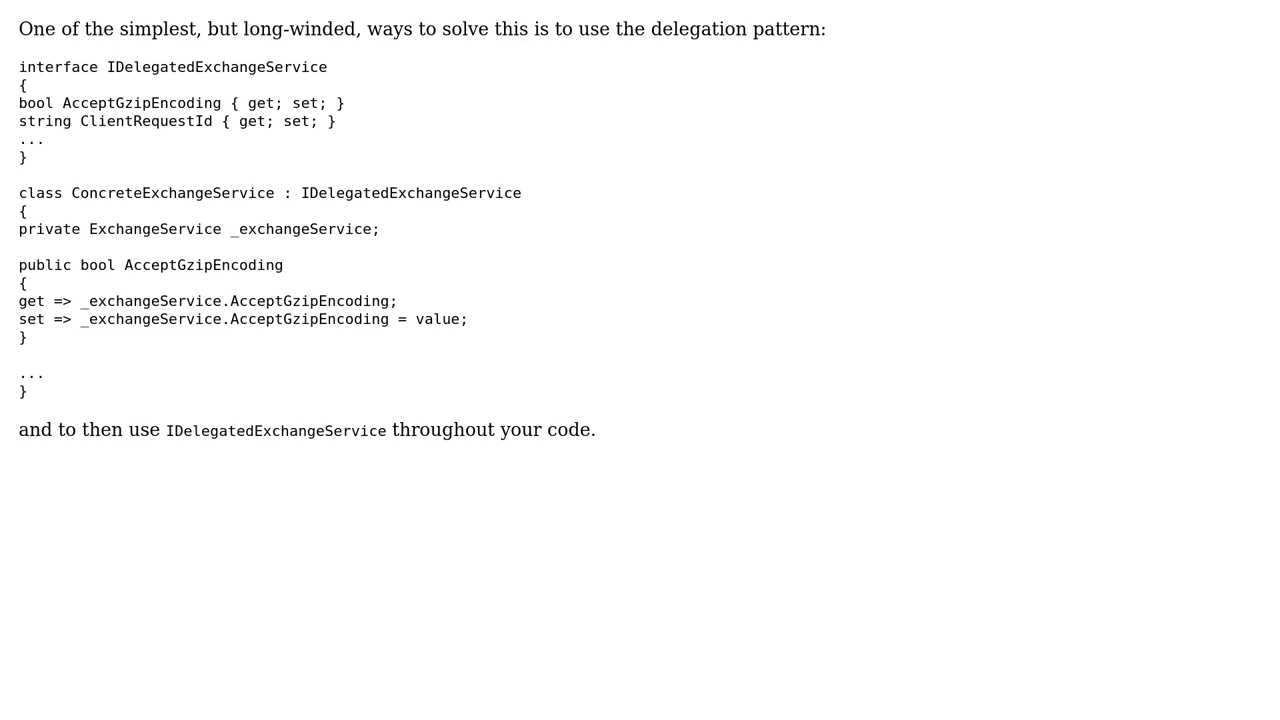 One of the simplest, but long-winded, ways to solve this is to use the delegation pattern:
interface IDelegatedExchangeService
{
bool AcceptGzipEncoding { get; set; }
string ClientRequestId { get; set; }
...
}
class ConcreteExchangeService : IDelegatedExchangeService
{
private ExchangeService _exchangeService;
public bool AcceptGzipEncoding
{
get => _exchangeService.AcceptGzipEncoding;
set => _exchangeService.AcceptGzipEncoding = value;
}
...
}
and to then use IDelegatedExchangeService throughout your code.